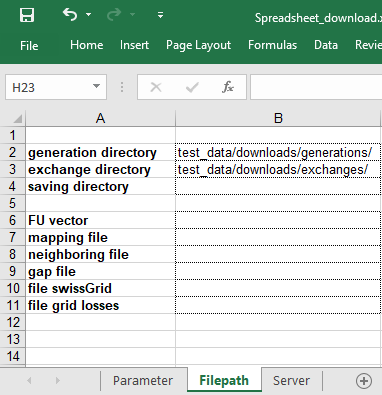 Spreadsheet_download.x
File Home Insert Page Layout Formulas Data Revie
H23
A B
1
2 generation directory test_data/downloads/generations/
3 exchange directory test_data/downloads/exchanges/
4 saving directory
5
6 FU vector
7 mapping file
8 neighboring file
9 gap file
10 file swissGrid
11 file grid losses
12
13
14
Parameter Filepath Server